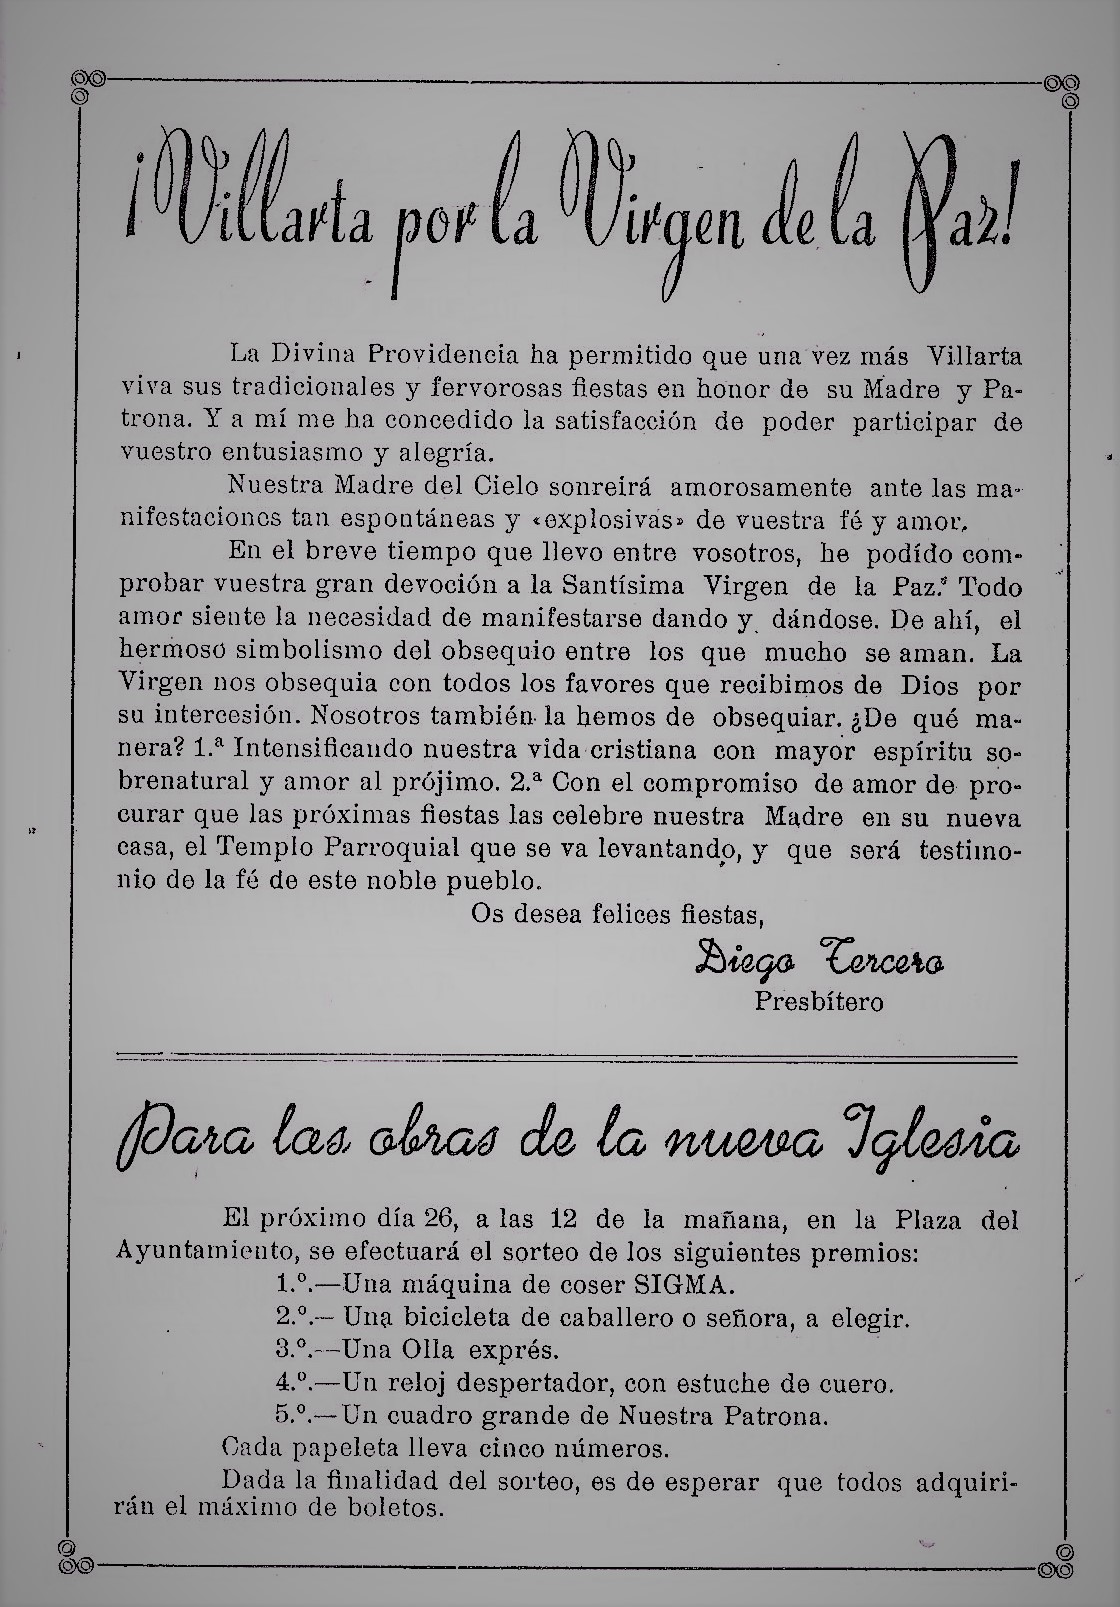 ¡Villarta por la Virgen de la Paz!
La Divina Providencia ha permitido que una vez más Villarta
viva sus tradicionales y fervorosas fiestas en honor de su Madre y Pa-
trona. Y a mí me ha concedido la satisfacción de poder participar de
vuestro entusiasmo y alegría.
Nuestra Madre del Cielo sonreirá amorosamente ante las ma-
nifestaciones tan espontáneas y «explosivas» de vuestra fé y amor.
En el breve tiempo que llevo entre vosotros, he podído com-
probar vuestra gran devoción a la Santísima Virgen de la Paz. Todo
amor siente la necesidad de manifestarse dando y dándose. De ahí, el
hermoso simbolismo del obsequio entre los que mucho se aman. La
Virgen nos obsequia con todos los favores que recibimos de Dios por
su intercesión. Nosotros también la hemos de obsequiar. ¿De qué ma-
nera? 1.ª Intensificando nuestra vida cristiana con mayor espíritu so-
brenatural y amor al prójimo. 2.ª Con el compromiso de amor de pro-
curar que las próximas fiestas las celebre nuestra Madre en su nueva
casa, el Templo Parroquial que se va levantando, y que será testimo-
nio de la fé de este noble pueblo.
Os desea felices fiestas,
Diego Tercero
Presbítero
Para las obras de la nueva Iglesia
El próximo día 26, a las 12 de la mañana, en la Plaza del
Ayuntamiento, se efectuará el sorteo de los siguientes premios:
1.º.—Una máquina de coser SIGMA.
2.º.— Una bicicleta de caballero o señora, a elegir.
3.º.—Una Olla exprés.
4.º.—Un reloj despertador, con estuche de cuero.
5.º.—Un cuadro grande de Nuestra Patrona.
Cada papeleta lleva cinco números.
Dada la finalidad del sorteo, es de esperar que todos adquiri-
rán el máximo de boletos.